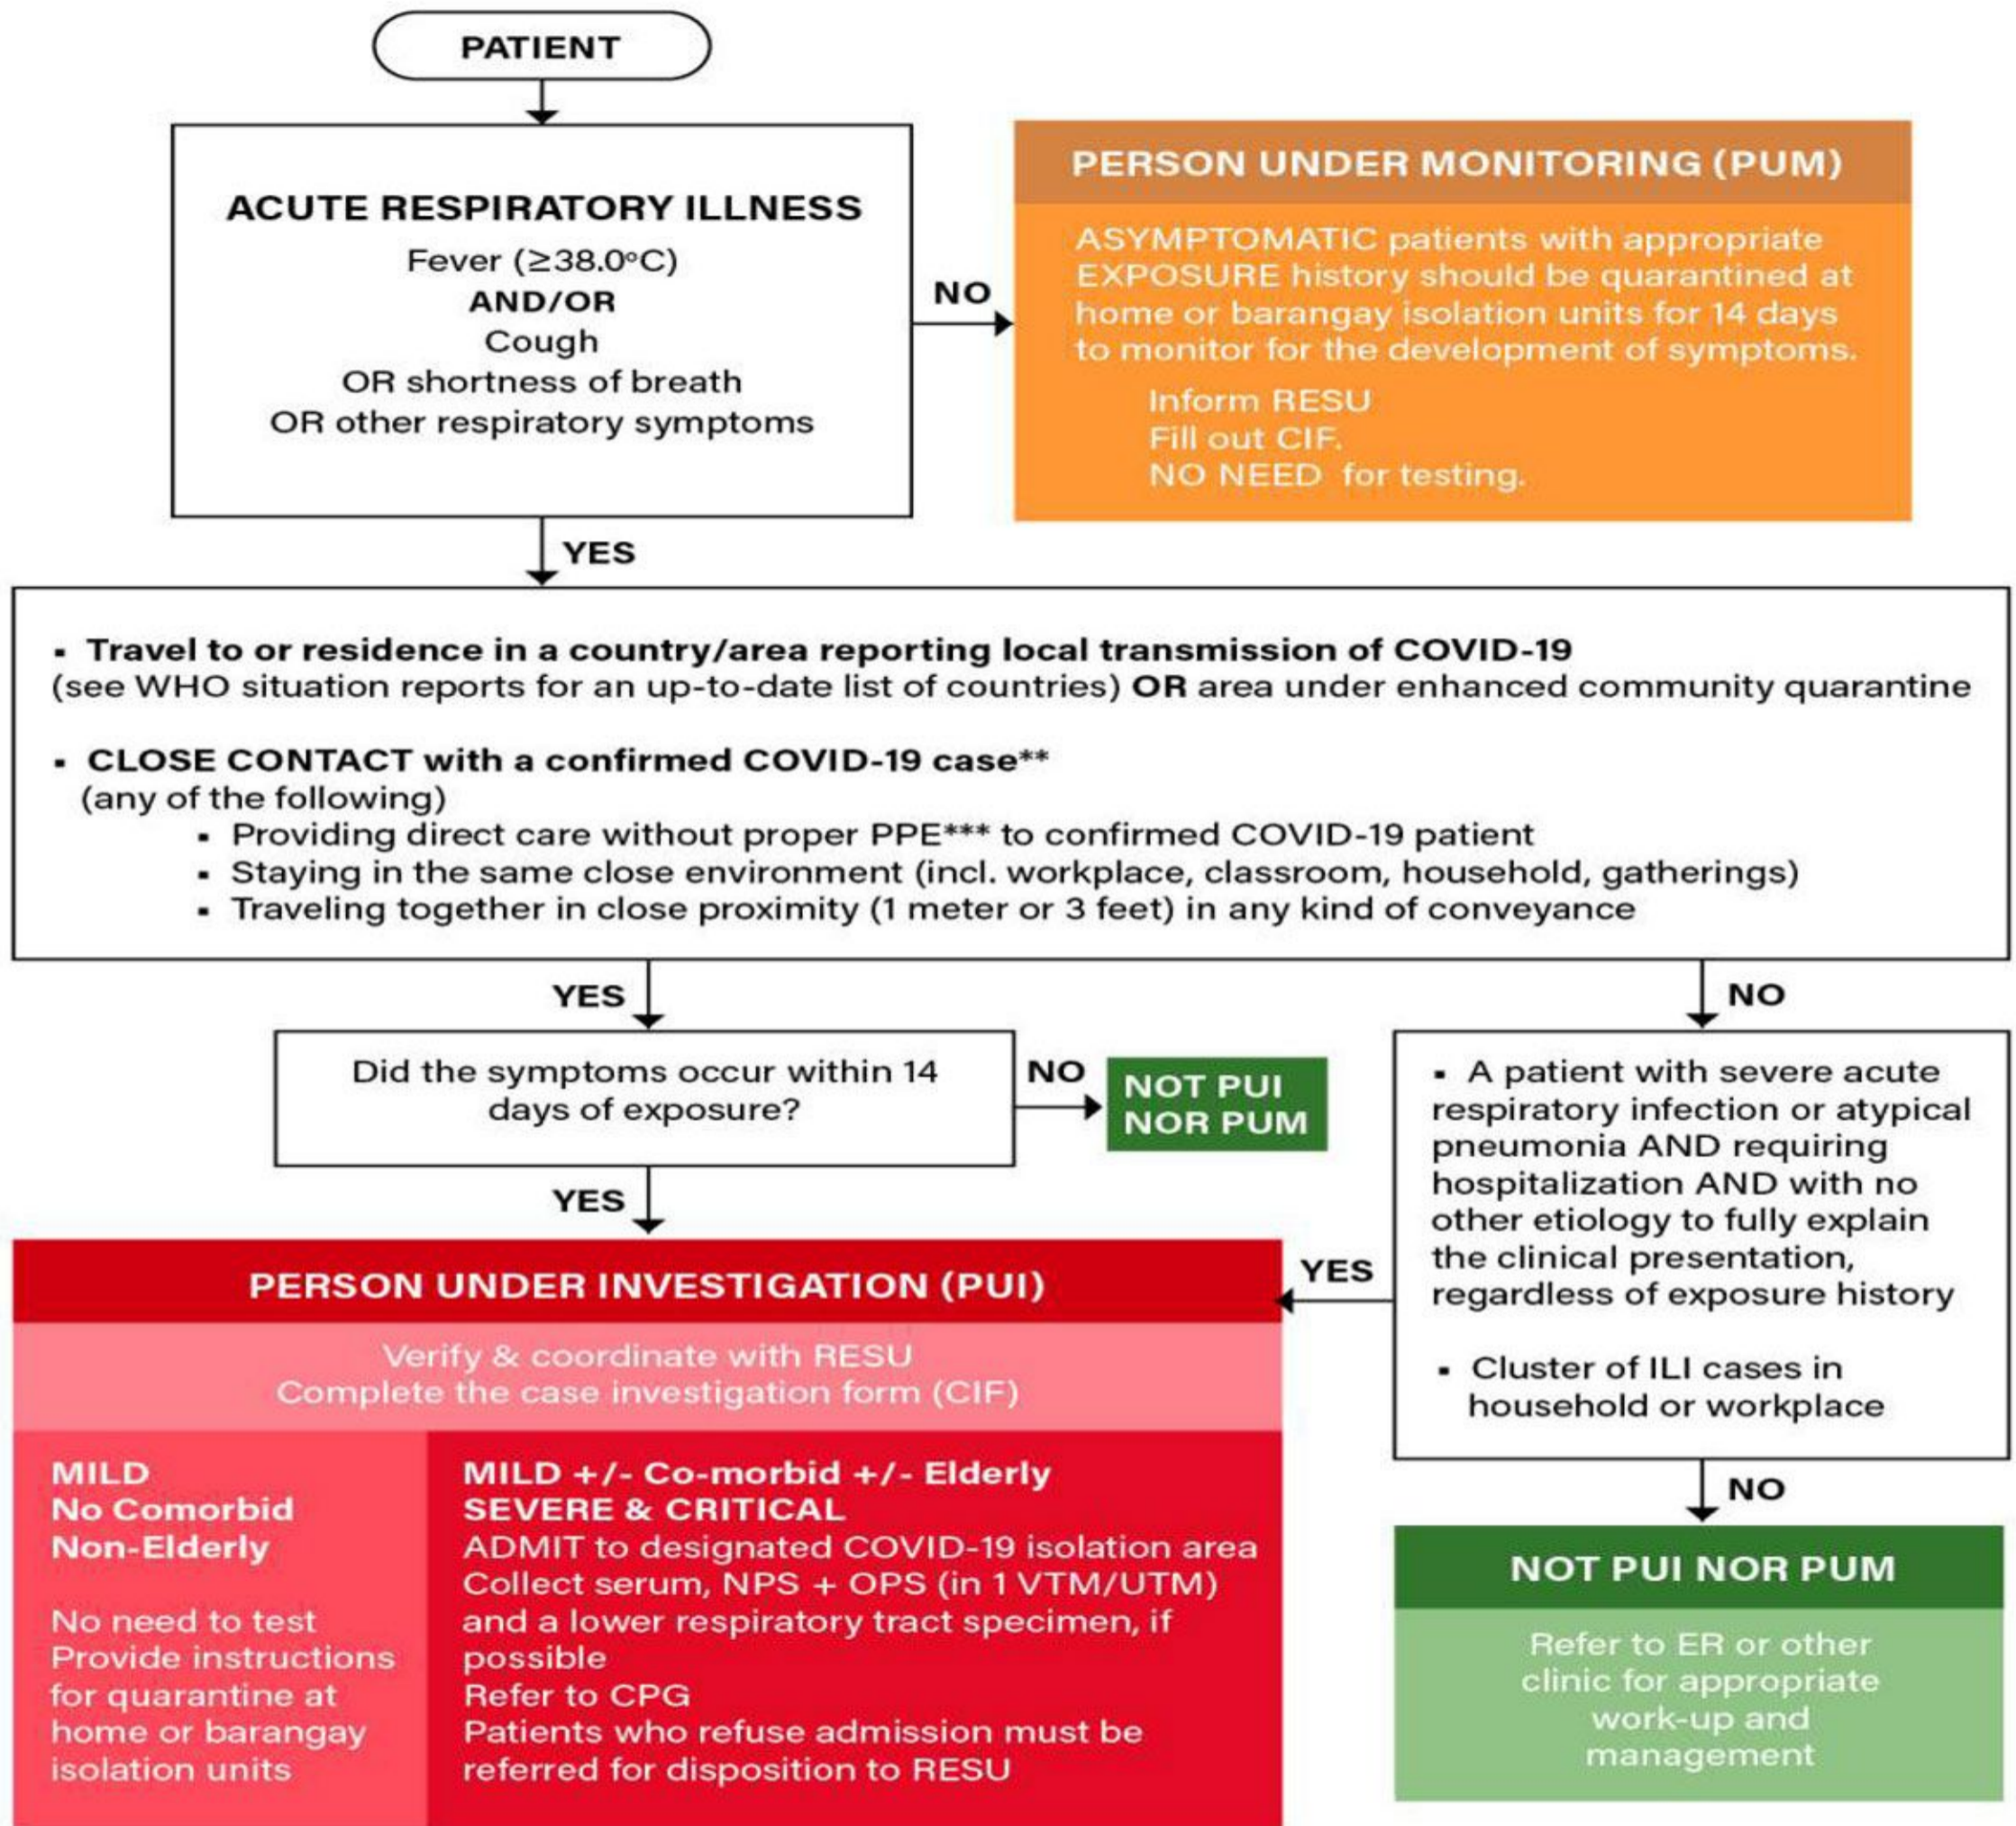 PATIENT
ACUTE RESPIRATORY ILLNESS
Fever (≥38.0°C)
AND/OR
Cough
OR shortness of breath
OR other respiratory symptoms
NO
PERSON UNDER MONITORING (PUM)
ASYMPTOMATIC patients with appropriate
EXPOSURE history should be quarantined at
home or barangay isolation units for 14 days
to monitor for the development of symptoms.
Inform RESU
Fill out CIF.
NO NEED for testing.
YES
▪ Travel to or residence in a country/area reporting local transmission of COVID-19
(see WHO situation reports for an up-to-date list of countries) OR area under enhanced community quarantine
▪ CLOSE CONTACT with a confirmed COVID-19 case**
(any of the following)
▪ Providing direct care without proper PPE*** to confirmed COVID-19 patient
▪ Staying in the same close environment (incl. workplace, classroom, household, gatherings)
▪ Traveling together in close proximity (1 meter or 3 feet) in any kind of conveyance
YES
Did the symptoms occur within 14
days of exposure?
NO
NOT PUI
NOR PUM
YES
NO
▪ A patient with severe acute
respiratory infection or atypical
pneumonia AND requiring
hospitalization AND with no
other etiology to fully explain
the clinical presentation,
regardless of exposure history
▪ Cluster of ILI cases in
household or workplace
YES
PERSON UNDER INVESTIGATION (PUI)
Verify & coordinate with RESU
Complete the case investigation form (CIF)
MILD
No Comorbid
Non-Elderly
No need to test
Provide instructions
for quarantine at
home or barangay
isolation units
MILD +/- Co-morbid +/- Elderly
SEVERE & CRITICAL
ADMIT to designated COVID-19 isolation area
Collect serum, NPS + OPS (in 1 VTM/UTM)
and a lower respiratory tract specimen, if
possible
Refer to CPG
Patients who refuse admission must be
referred for disposition to RESU
NO
NOT PUI NOR PUM
Refer to ER or other
clinic for appropriate
work-up and
management